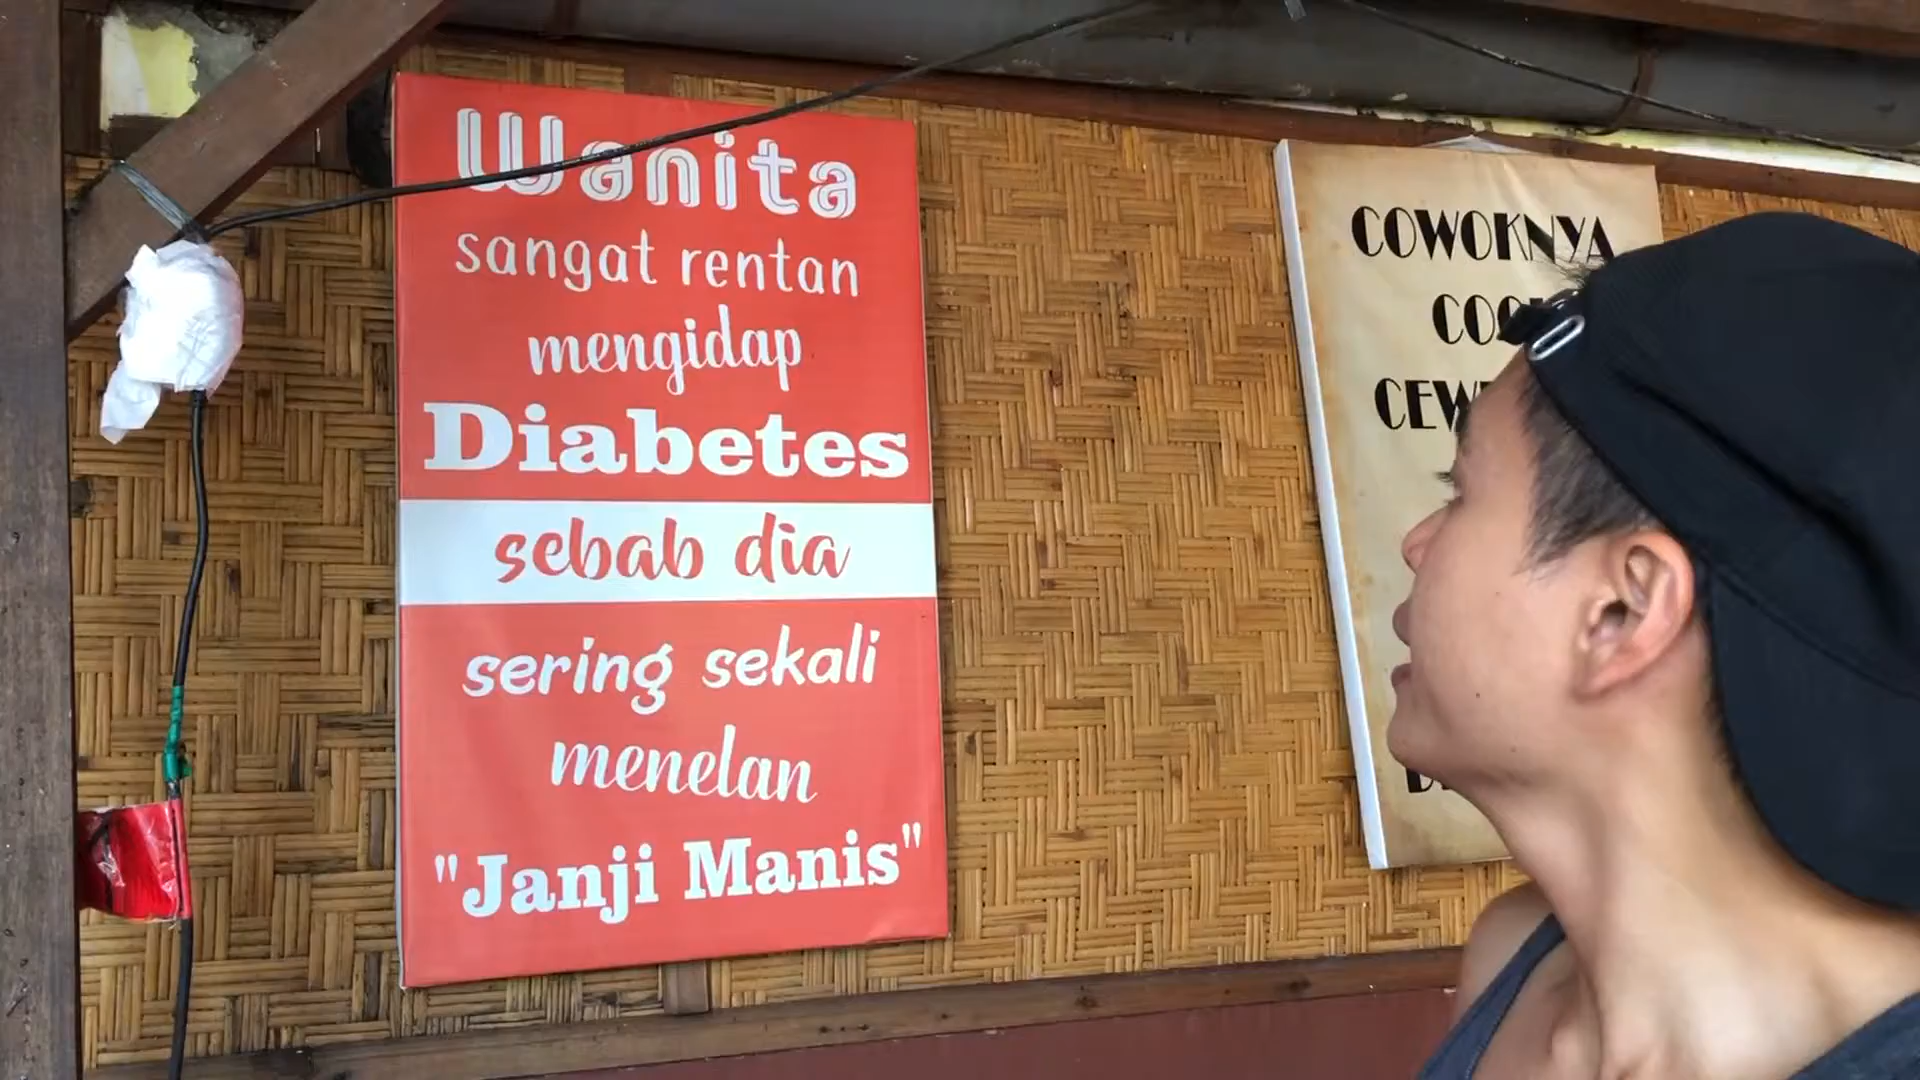 Wanita
sangat rentan
mengidap
Diabetes
sebab dia
sering sekali
menelan
"Janji Manis"
COWOKNYA